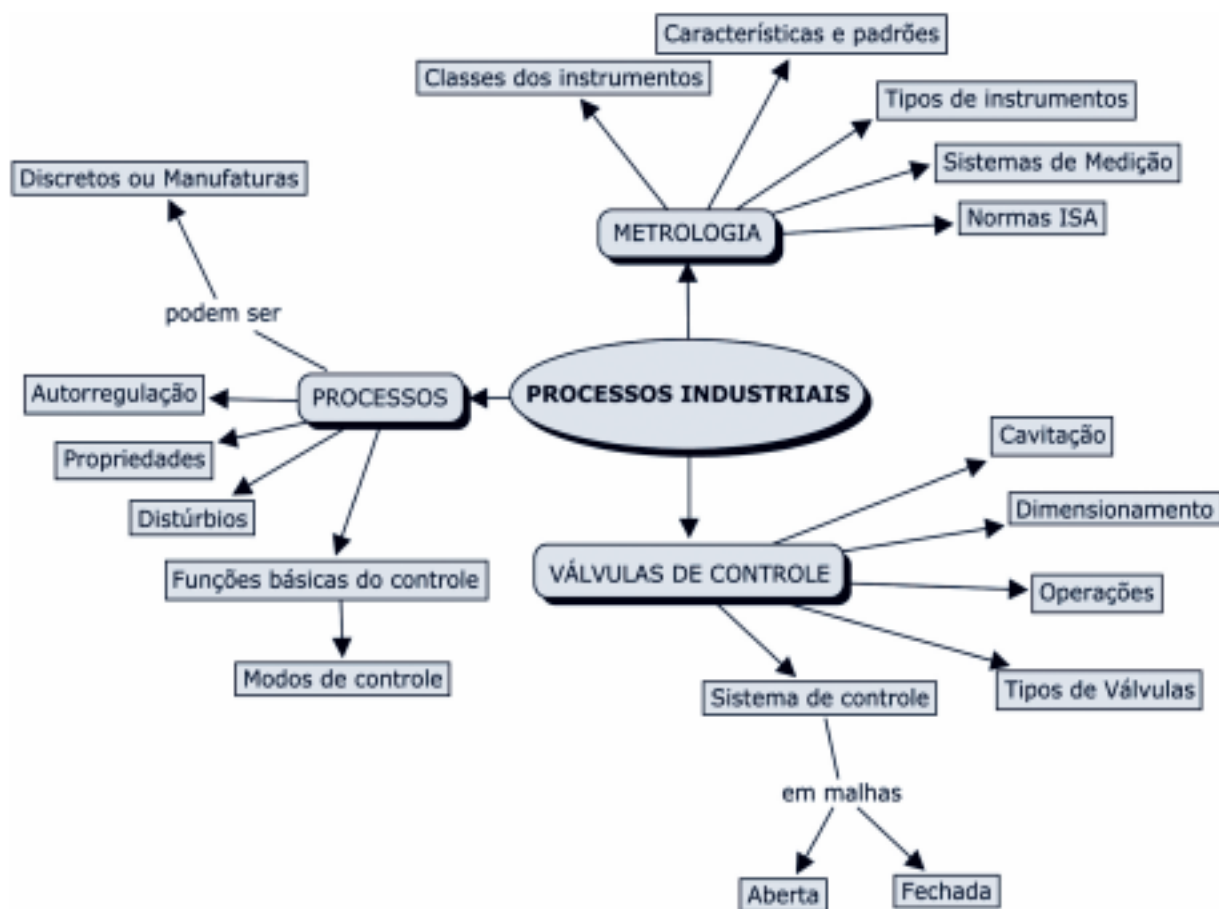 Características e padrões
Classes dos instrumentos
Tipos de instrumentos
Sistemas de Medição
Discretos ou Manufaturas
Normas ISA
METROLOGIA
podem ser
PROCESSOS INDUSTRIAIS
Autorregulação
PROCESSOS
Cavitação
Propriedades
Dimensionamento
Distúrbios
VÁLVULAS DE CONTROLE
Funções básicas do controle
Operações
Modos de controle
Tipos de Válvulas
Sistema de controle
em malhas
Aberta
Fechada